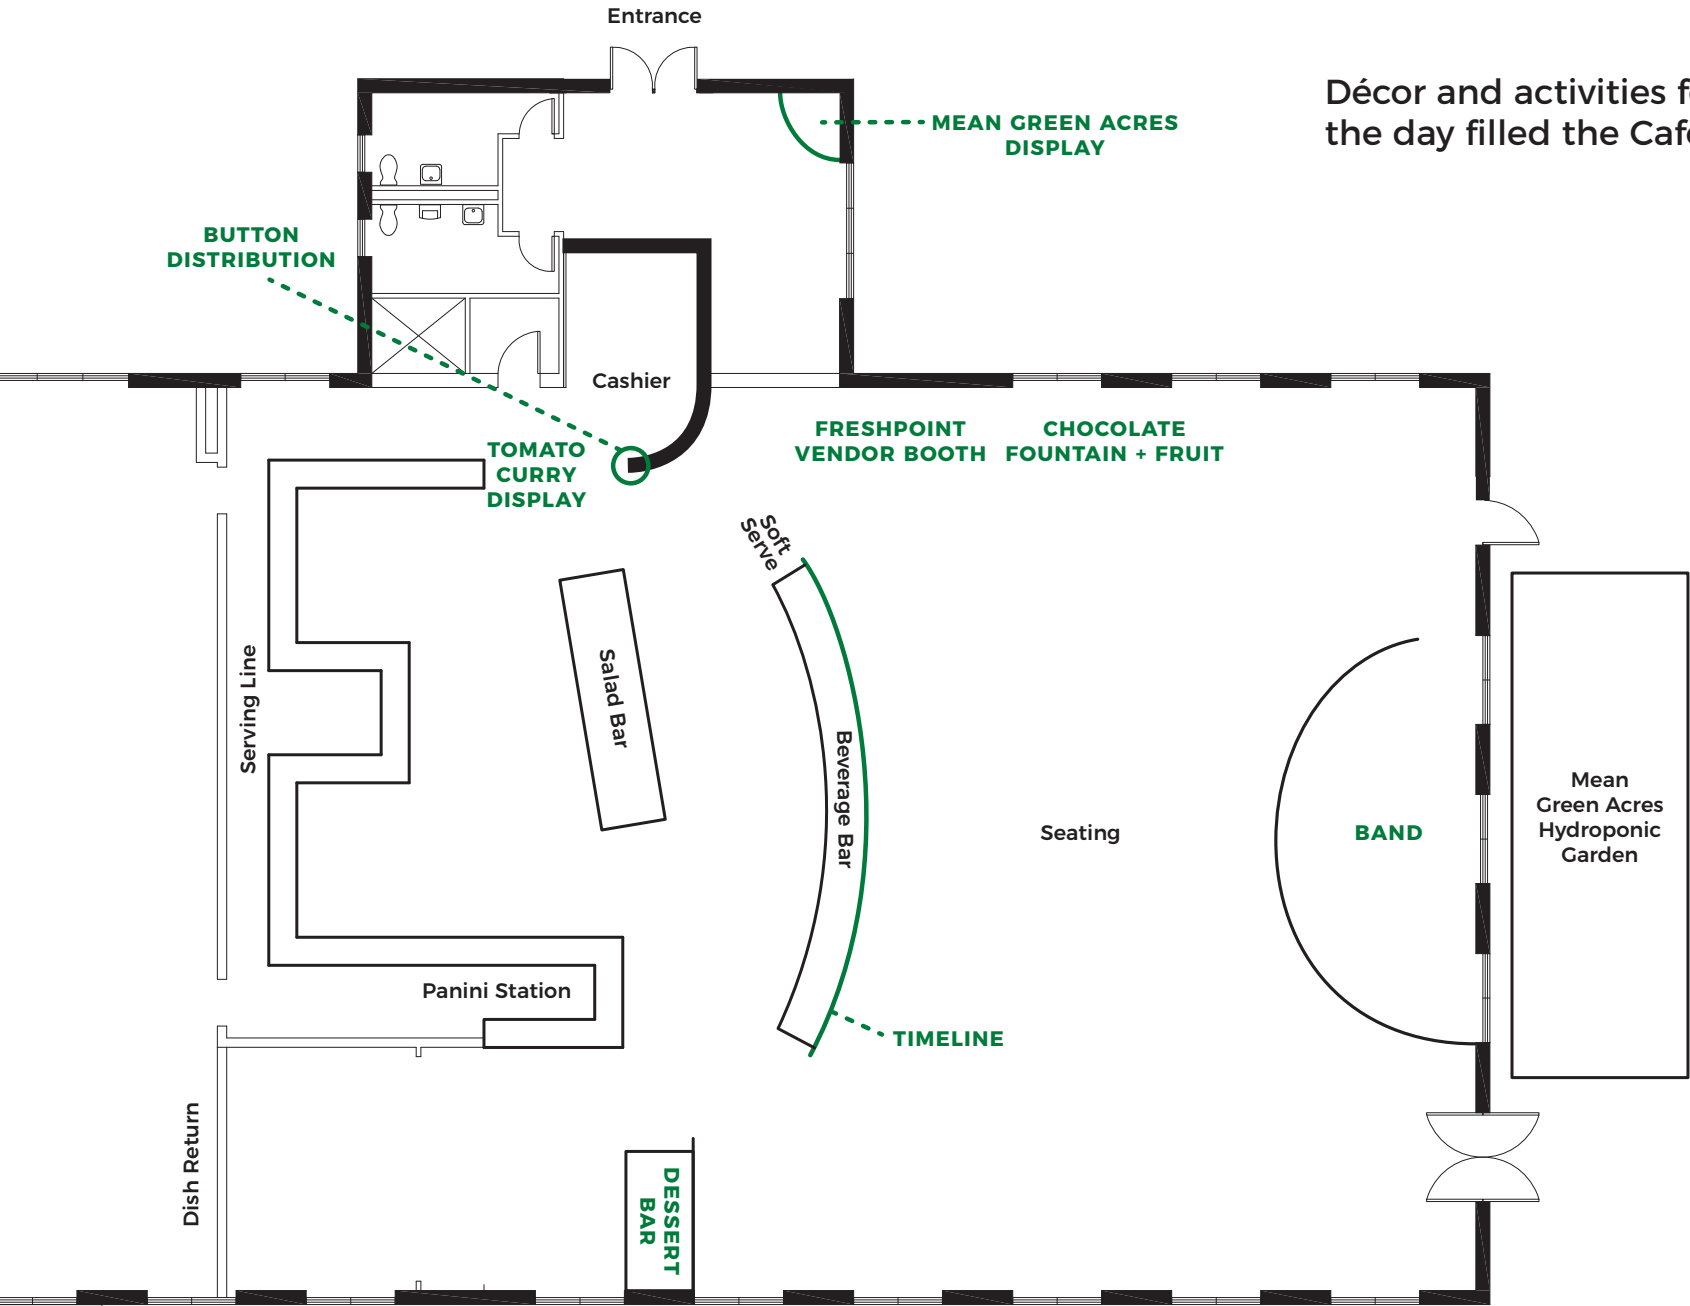 Entrance
Décor and activities f
the day filled the Caf
MEAN GREEN ACRES
DISPLAY
BUTTON
DISTRIBUTION
Cashier
FRESHPOINT
VENDOR BOOTH
CHOCOLATE
FOUNTAIN + FRUIT
TOMATO
CURRY
DISPLAY
Soft
Serve
Serving Line
Salad Bar
Beverage Bar
Seating
BAND
Mean
Green Acres
Hydroponic
Garden
Panini Station
TIMELINE
Dish Return
DESSERT
BAR